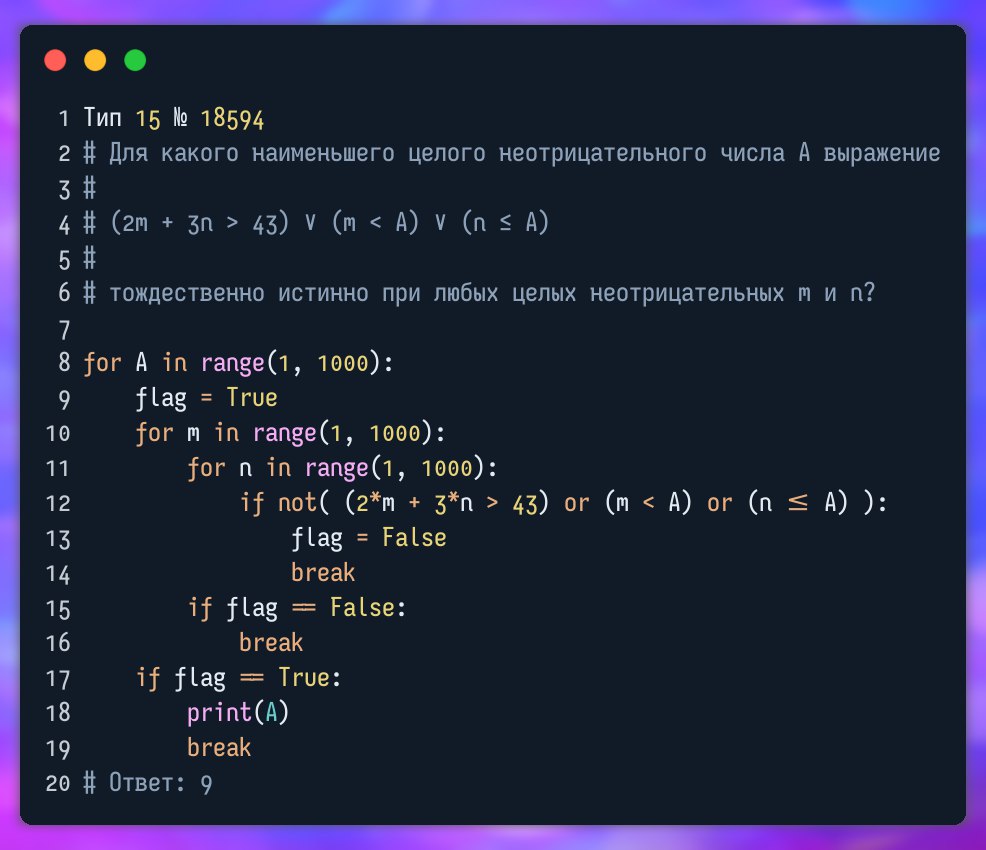 1 Тип 15 № 18594
2 # Для какого наименьшего целого неотрицательного числа А выражение
3 #
4 # (2m + 3n > 43) ∨ (m < A) ∨ (n ≤ A)
5 #
6 # тождественно истинно при любых целых неотрицательных m и n?
7
8 for A in range(1, 1000):
9     flag = True
10     for m in range(1, 1000):
11         for n in range(1, 1000):
12             if not( (2*m + 3*n > 43) or (m < A) or (n ≤ A) ):
13                 flag = False
14                 break
15         if flag == False:
16             break
17     if flag == True:
18         print(A)
19         break
20 # Ответ: 9